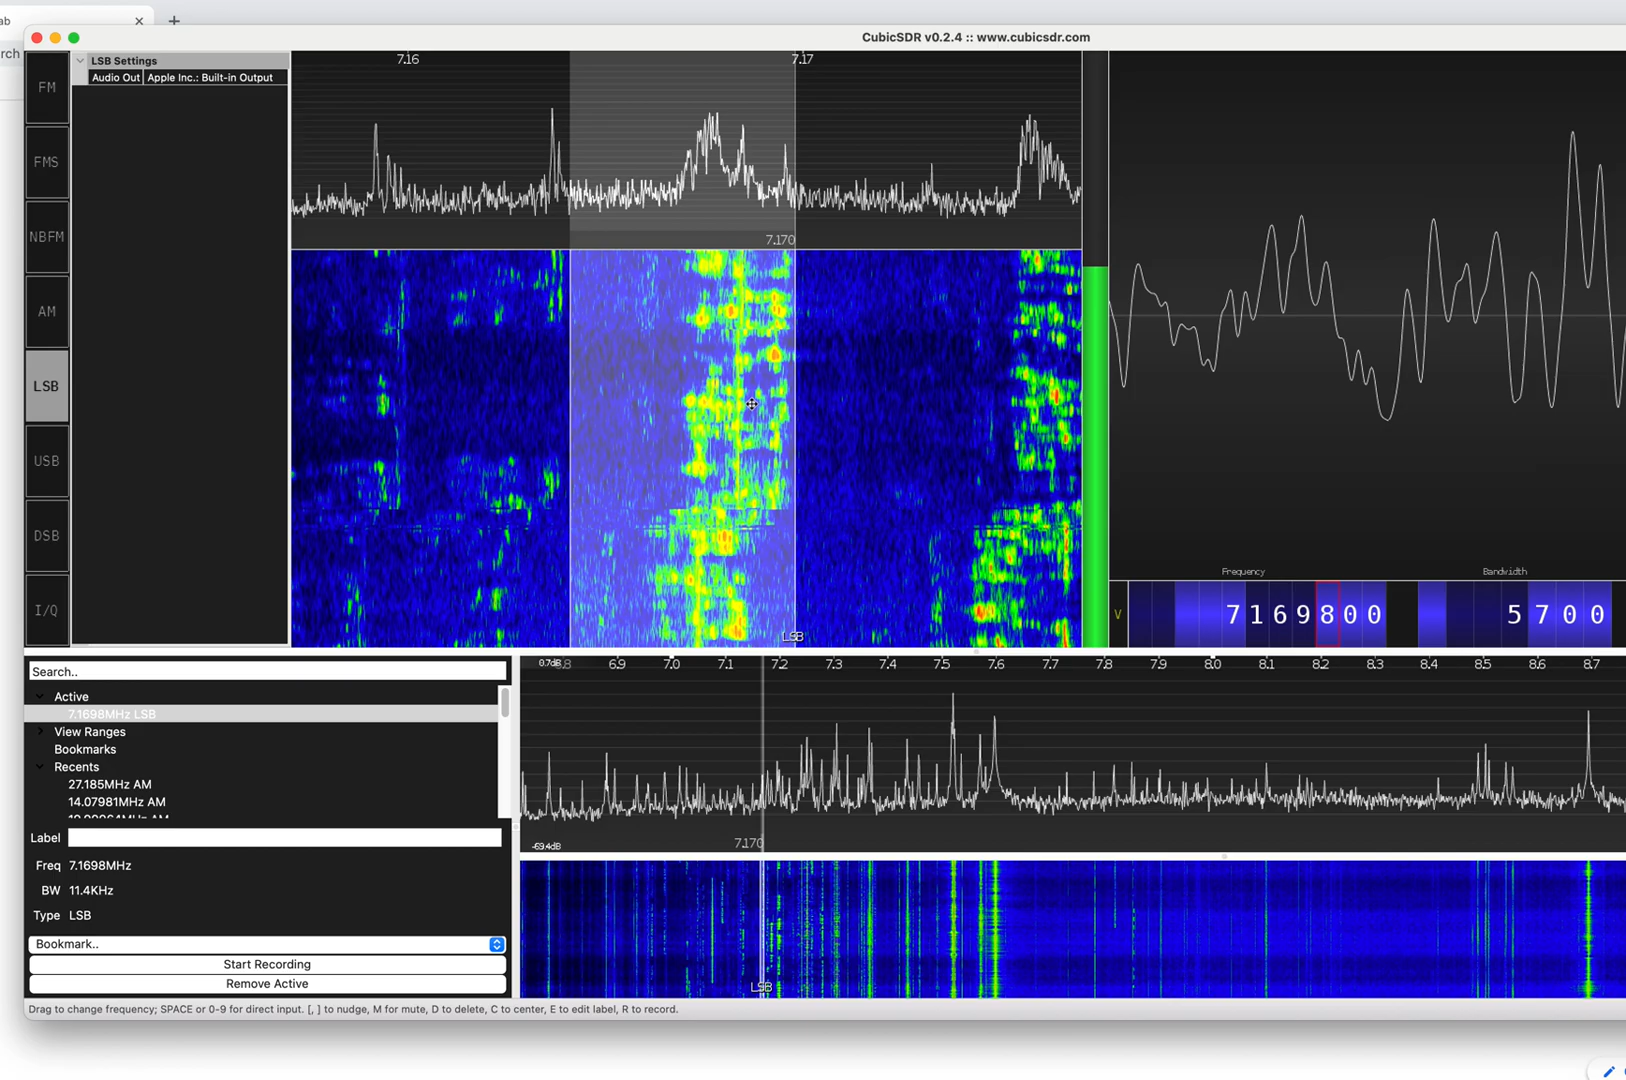 ab
rch
CubicSDR v0.2.4 :: www.cubicsdr.com
FM
FMS
NBFM
AM
LSB
USB
DSB
I/Q
LSB Settings
Audio Out Apple Inc.: Built-in Output
7.16 7.17
7.170
LSB
Frequency Bandwidth
V 7169800 5700
Search..
Active
7.1698MHz LSB
View Ranges
Bookmarks
Recents
27.185MHz AM
14.07981MHz AM
Label
Freq 7.1698MHz
BW 11.4KHz
Type LSB
Bookmark..
Start Recording
Remove Active
0.7dB 6.9 7.0 7.1 7.2 7.3 7.4 7.5 7.6 7.7 7.8 7.9 8.0 8.1 8.2 8.3 8.4 8.5 8.6 8.7
7.170
-69.4dB
LSB
Drag to change frequency; SPACE or 0-9 for direct input. [, ] to nudge, M for mute, D to delete, C to center, E to edit label, R to record.